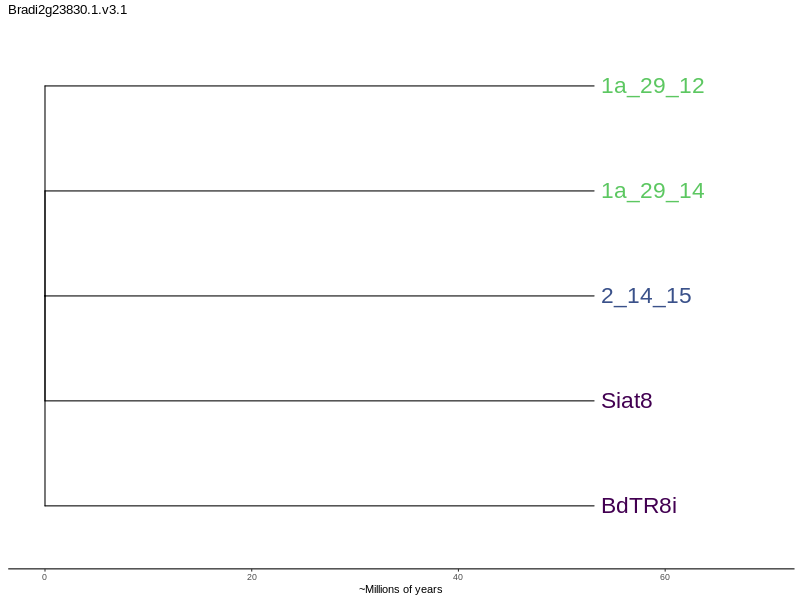 Bradi2g23830.1.v3.1
1a_29_12
1a_29_14
2_14_15
Siat8
BdTR8i
0 20 40 60
~Millions of years